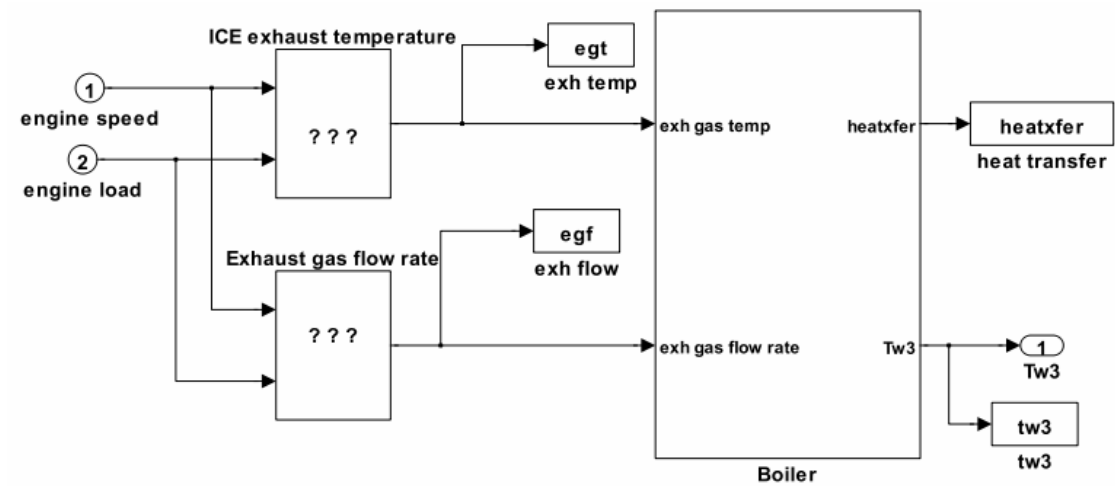 ICE exhaust temperature
egt
exh temp
1
engine speed
? ? ?
exh gas temp
heatxfer
heatxfer
heat transfer
2
engine load
egf
exh flow
Exhaust gas flow rate
? ? ?
exh gas flow rate
Tw3
1
Tw3
tw3
tw3
Boiler